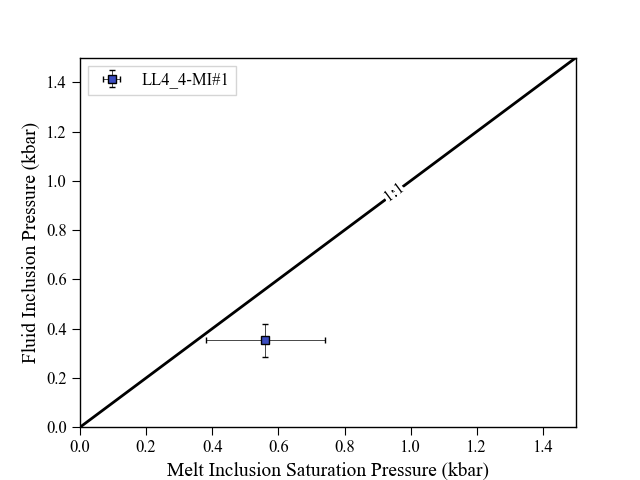 LL4_4-MI#1
1:1
Fluid Inclusion Pressure (kbar)
1.4
1.2
1.0
0.8
0.6
0.4
0.2
0.0
0.0 0.2 0.4 0.6 0.8 1.0 1.2 1.4
Melt Inclusion Saturation Pressure (kbar)